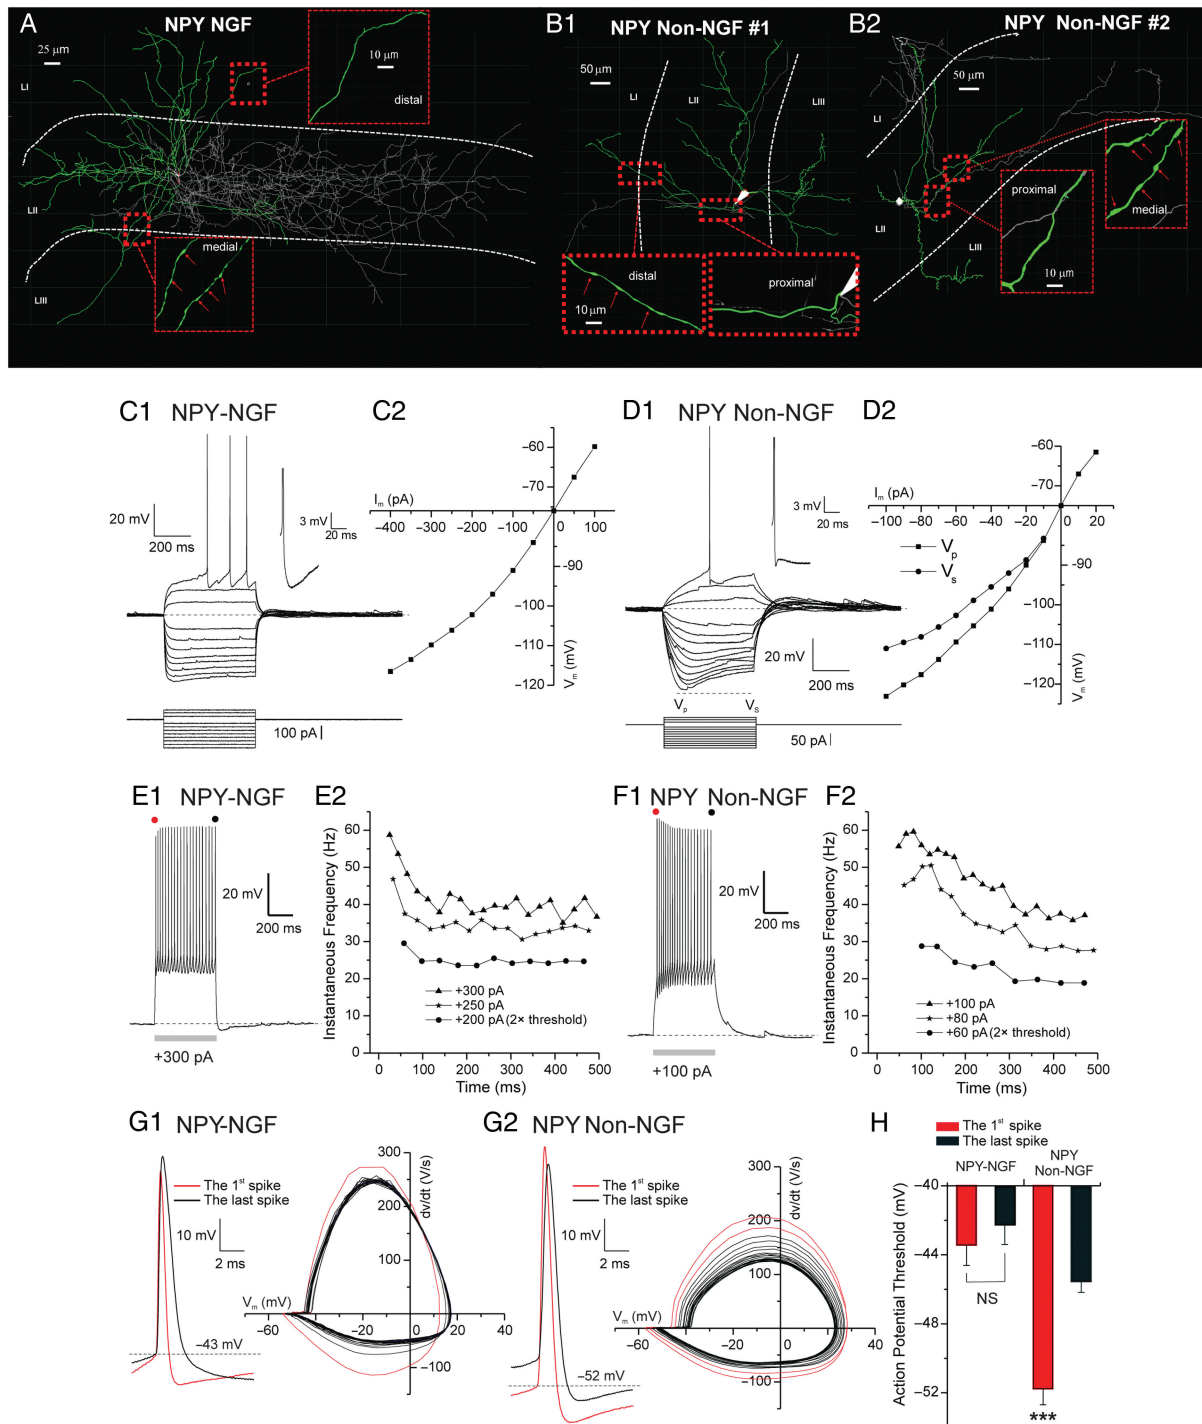 A
NPY NGF
25 µm
10 µm
LI
distal
LII
medial
LIII
B1
NPY Non-NGF #1
50 µm
LI
LII
LIII
distal
10 µm
proximal
B2
NPY Non-NGF #2
50 µm
LI
proximal
medial
LII
LIII
10 µm
C1
NPY-NGF
20 mV
200 ms
3 mV
20 ms
100 pA
C2
Im (pA)
−400 −300 −200 −100 0 100
−60
−70
−90
−100
−110
−120
Vm (mV)
D1
NPY Non-NGF
3 mV
20 ms
20 mV
200 ms
Vp
Vs
50 pA
D2
Im (pA)
−100 −80 −60 −40 −20 0 20
Vp
Vs
−60
−70
−90
−100
−110
−120
Vm (mV)
E1
NPY-NGF
20 mV
200 ms
+300 pA
E2
Instantaneous Frequency (Hz)
60
50
40
30
20
10
0
+300 pA
+250 pA
+200 pA (2× threshold)
0 100 200 300 400 500
Time (ms)
F1
NPY Non-NGF
20 mV
200 ms
+100 pA
F2
Instantaneous Frequency (Hz)
60
50
40
30
20
10
0
+100 pA
+80 pA
+60 pA (2× threshold)
0 100 200 300 400 500
Time (ms)
G1
NPY-NGF
The 1st spike
The last spike
10 mV
2 ms
−43 mV
300
200
100
−100
dv/dt (V/s)
Vm (mV)
−60 −20 0 20 40
G2
NPY Non-NGF
The 1st spike
The last spike
10 mV
2 ms
−52 mV
300
200
100
−100
dv/dt (V/s)
Vm (mV)
−60 −40 −20 0 20 40
H
The 1st spike
The last spike
NPY-NGF
NPY
Non-NGF
Action Potential Threshold (mV)
−40
−44
−48
−52
NS
***